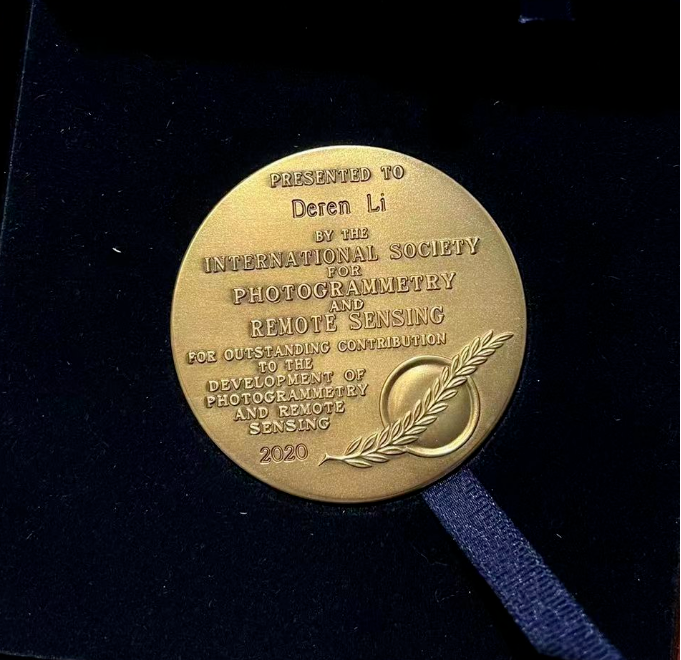 PRESENTED TO
Deren Li
BY THE
INTERNATIONAL SOCIETY
FOR
PHOTOGRAMMETRY
AND
REMOTE SENSING
FOR OUTSTANDING CONTRIBUTION
TO THE
DEVELOPMENT OF
PHOTOGRAMMETRY
AND REMOTE
SENSING
2020